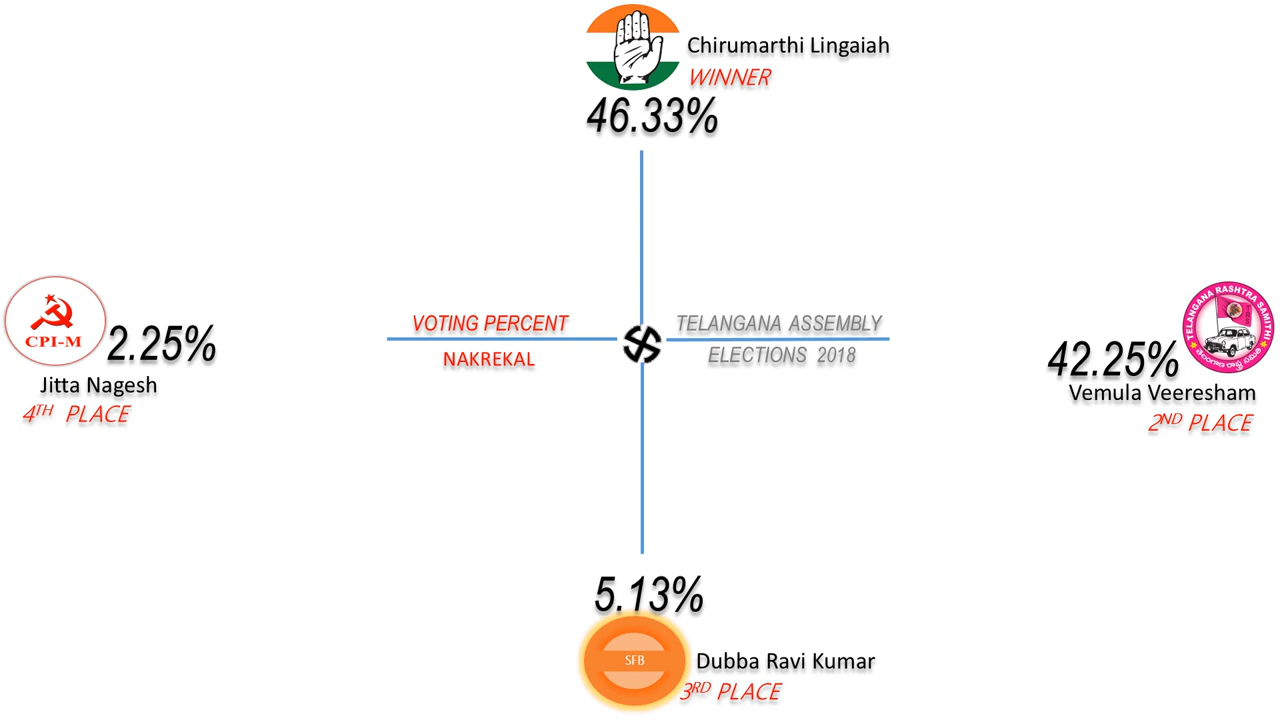 Chirumarthi Lingaiah
WINNER
46.33%
CPI-M
2.25%
Jitta Nagesh
4TH PLACE
VOTING PERCENT
NAKREKAL
TELANGANA ASSEMBLY
ELECTIONS 2018
TELANGANA RASHTRA SAMITHI
42.25%
Vemula Veeresham
2ND PLACE
5.13%
SFB
Dubba Ravi Kumar
3RD PLACE